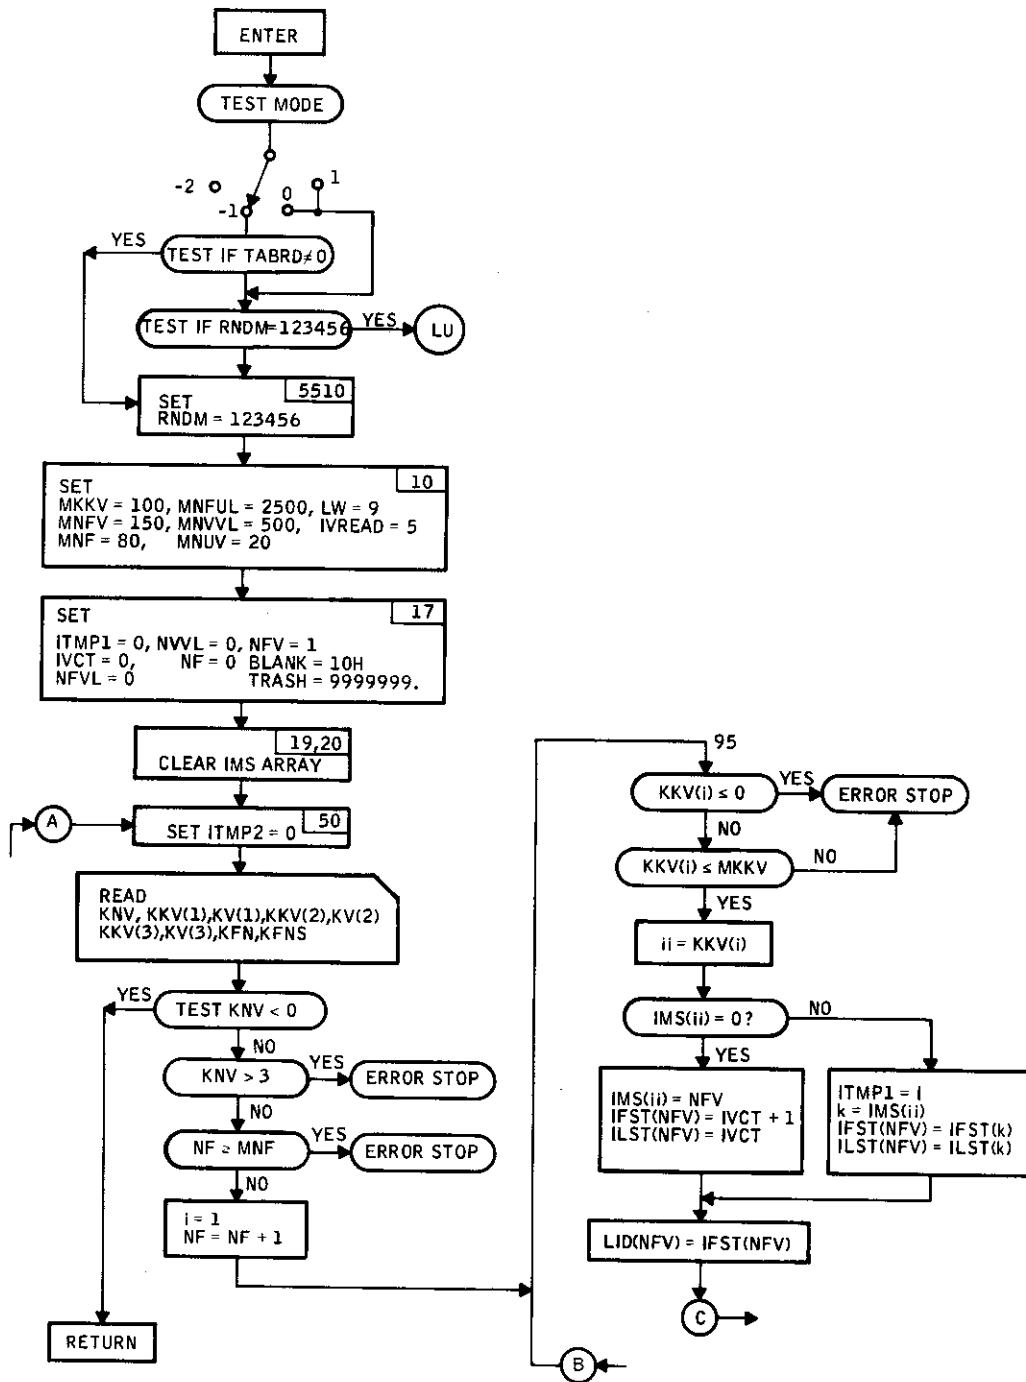 ENTER
TEST MODE
-2
-1
0
1
YES
TEST IF TABRD≠0
TEST IF RNDM=123456
YES
LU
5510
SET
RNDM = 123456
10
SET
MKKV = 100, MNFUL = 2500, LW = 9
MNFV = 150, MNVVL = 500, IVREAD = 5
MNF = 80, MNUV = 20
17
SET
ITMP1 = 0, NVVL = 0, NFV = 1
IVCT = 0, NF = 0 BLANK = 10H
NFVL = 0 TRASH = 9999999.
19,20
CLEAR IMS ARRAY
A
50
SET ITMP2 = 0
READ
KNV, KKV(1),KV(1),KKV(2),KV(2)
KKV(3),KV(3),KFN,KFNS
YES
TEST KNV < 0
NO
KNV > 3
YES
ERROR STOP
NO
NF ≥ MNF
YES
ERROR STOP
NO
i = 1
NF = NF + 1
RETURN
95
KKV(i) ≤ 0
YES
ERROR STOP
NO
KKV(i) ≤ MKKV
NO
YES
ii = KKV(i)
IMS(ii) = 0?
NO
YES
IMS(ii) = NFV
IFST(NFV) = IVCT + 1
ILST(NFV) = IVCT
ITMP1 = i
k = IMS(ii)
IFST(NFV) = IFST(k)
ILST(NFV) = ILST(k)
LID(NFV) = IFST(NFV)
C
B